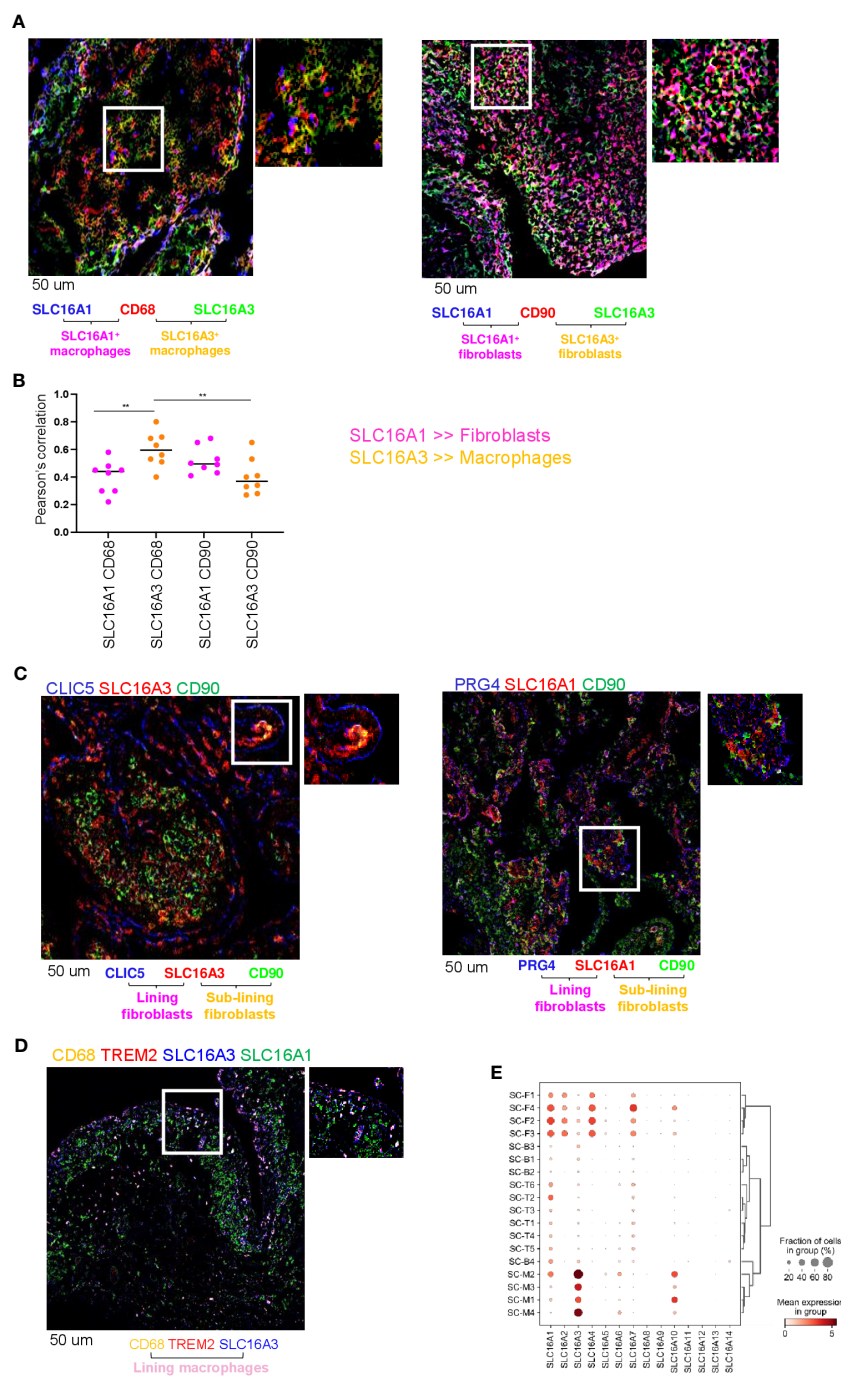 A
50 um
SLC16A1 CD68 SLC16A3
SLC16A1+ macrophages
SLC16A3+ macrophages
50 um
SLC16A1 CD90 SLC16A3
SLC16A1+ fibroblasts
SLC16A3+ fibroblasts
B
Pearson's correlation
1.0
0.8
0.6
0.4
0.2
0.0
**
**
SLC16A1 CD68
SLC16A3 CD68
SLC16A1 CD90
SLC16A3 CD90
SLC16A1 >> Fibroblasts
SLC16A3 >> Macrophages
C
CLIC5 SLC16A3 CD90
50 um
CLIC5 SLC16A3 CD90
Lining fibroblasts
Sub-lining fibroblasts
PRG4 SLC16A1 CD90
50 um
PRG4 SLC16A1 CD90
Lining fibroblasts
Sub-lining fibroblasts
D
CD68 TREM2 SLC16A3 SLC16A1
50 um
CD68 TREM2 SLC16A3
Lining macrophages
E
SC-F1
SC-F4
SC-F2
SC-F3
SC-B3
SC-B1
SC-B2
SC-T6
SC-T2
SC-T3
SC-T1
SC-T4
SC-T5
SC-B4
SC-M2
SC-M3
SC-M1
SC-M4
SLC16A1
SLC16A2
SLC16A3
SLC16A4
SLC16A5
SLC16A6
SLC16A7
SLC16A8
SLC16A9
SLC16A10
SLC16A11
SLC16A12
SLC16A13
SLC16A14
Fraction of cells
in group (%)
20 40 60 80
Mean expression
in group
0 5